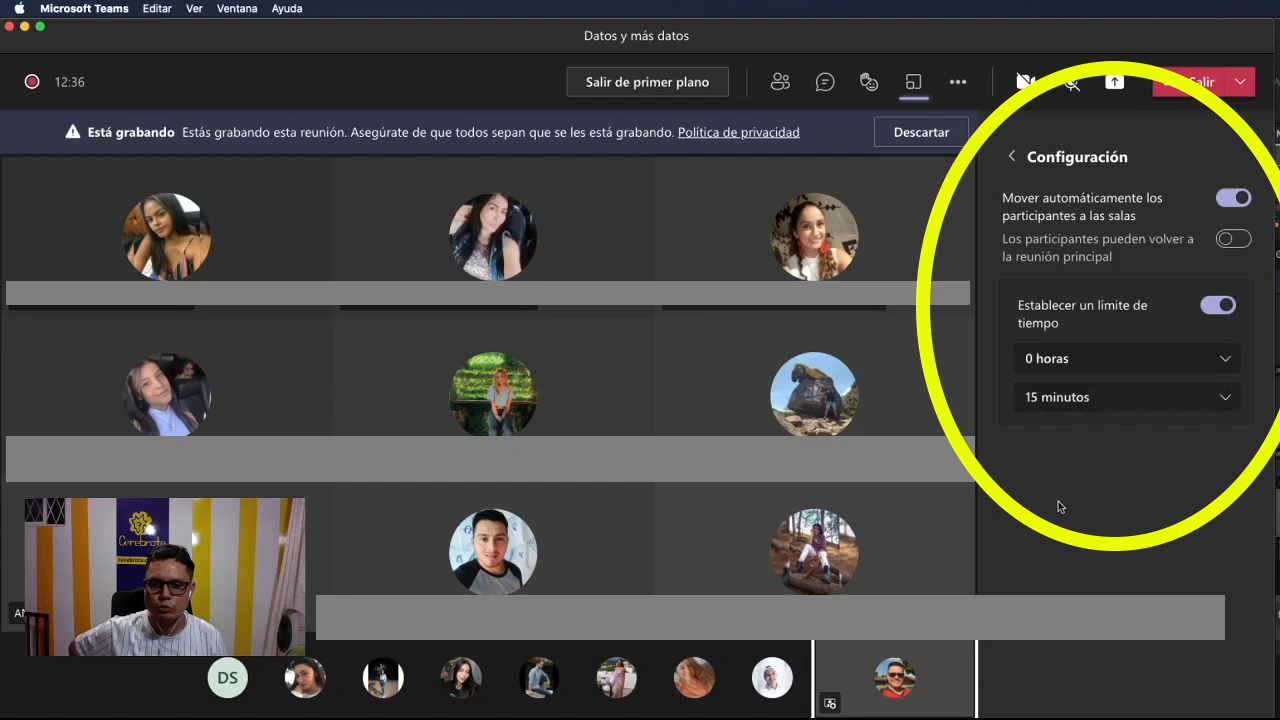 Microsoft Teams Editar Ver Ventana Ayuda
Datos y más datos
12:36
Salir de primer plano
Salir
Está grabando Estás grabando esta reunión. Asegúrate de que todos sepan que se les está grabando. Política de privacidad
Descartar
Configuración
Mover automáticamente los
participantes a las salas
Los participantes pueden volver a
la reunión principal
Establecer un límite de
tiempo
0 horas
15 minutos
Cerebrote
cerebrote.c
AN
DS